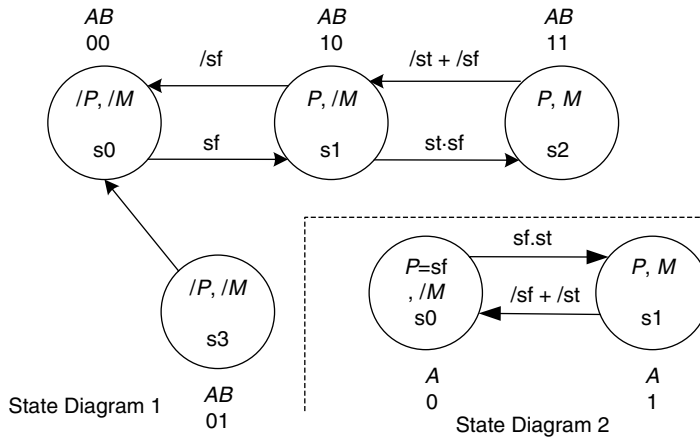 AB
00
AB
10
AB
11
/sf
/st + /sf
/P, /M
s0
P, /M
s1
P, M
s2
sf
st·sf
/P, /M
s3
AB
01
State Diagram 1
P=sf
, /M
s0
sf.st
/sf + /st
P, M
s1
A
0
A
1
State Diagram 2